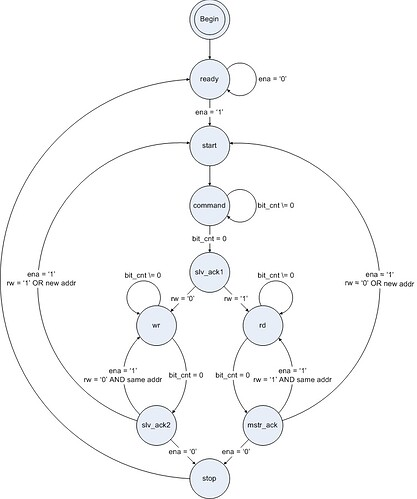 Begin
ready
ena = ‘0’
ena = ‘1’
start
command
bit_cnt \= 0
bit_cnt = 0
slv_ack1
ena = ‘1’
rw = ‘1’ OR new addr
ena = ‘1’
rw = ‘0’ OR new addr
bit_cnt \= 0
bit_cnt \= 0
rw = ‘0’
rw = ‘1’
wr
rd
ena = ‘1’
rw = ‘0’ AND same addr
bit_cnt = 0
bit_cnt = 0
ena = ‘1’
rw = ‘1’ AND same addr
slv_ack2
mstr_ack
ena = ‘0’
ena = ‘0’
stop